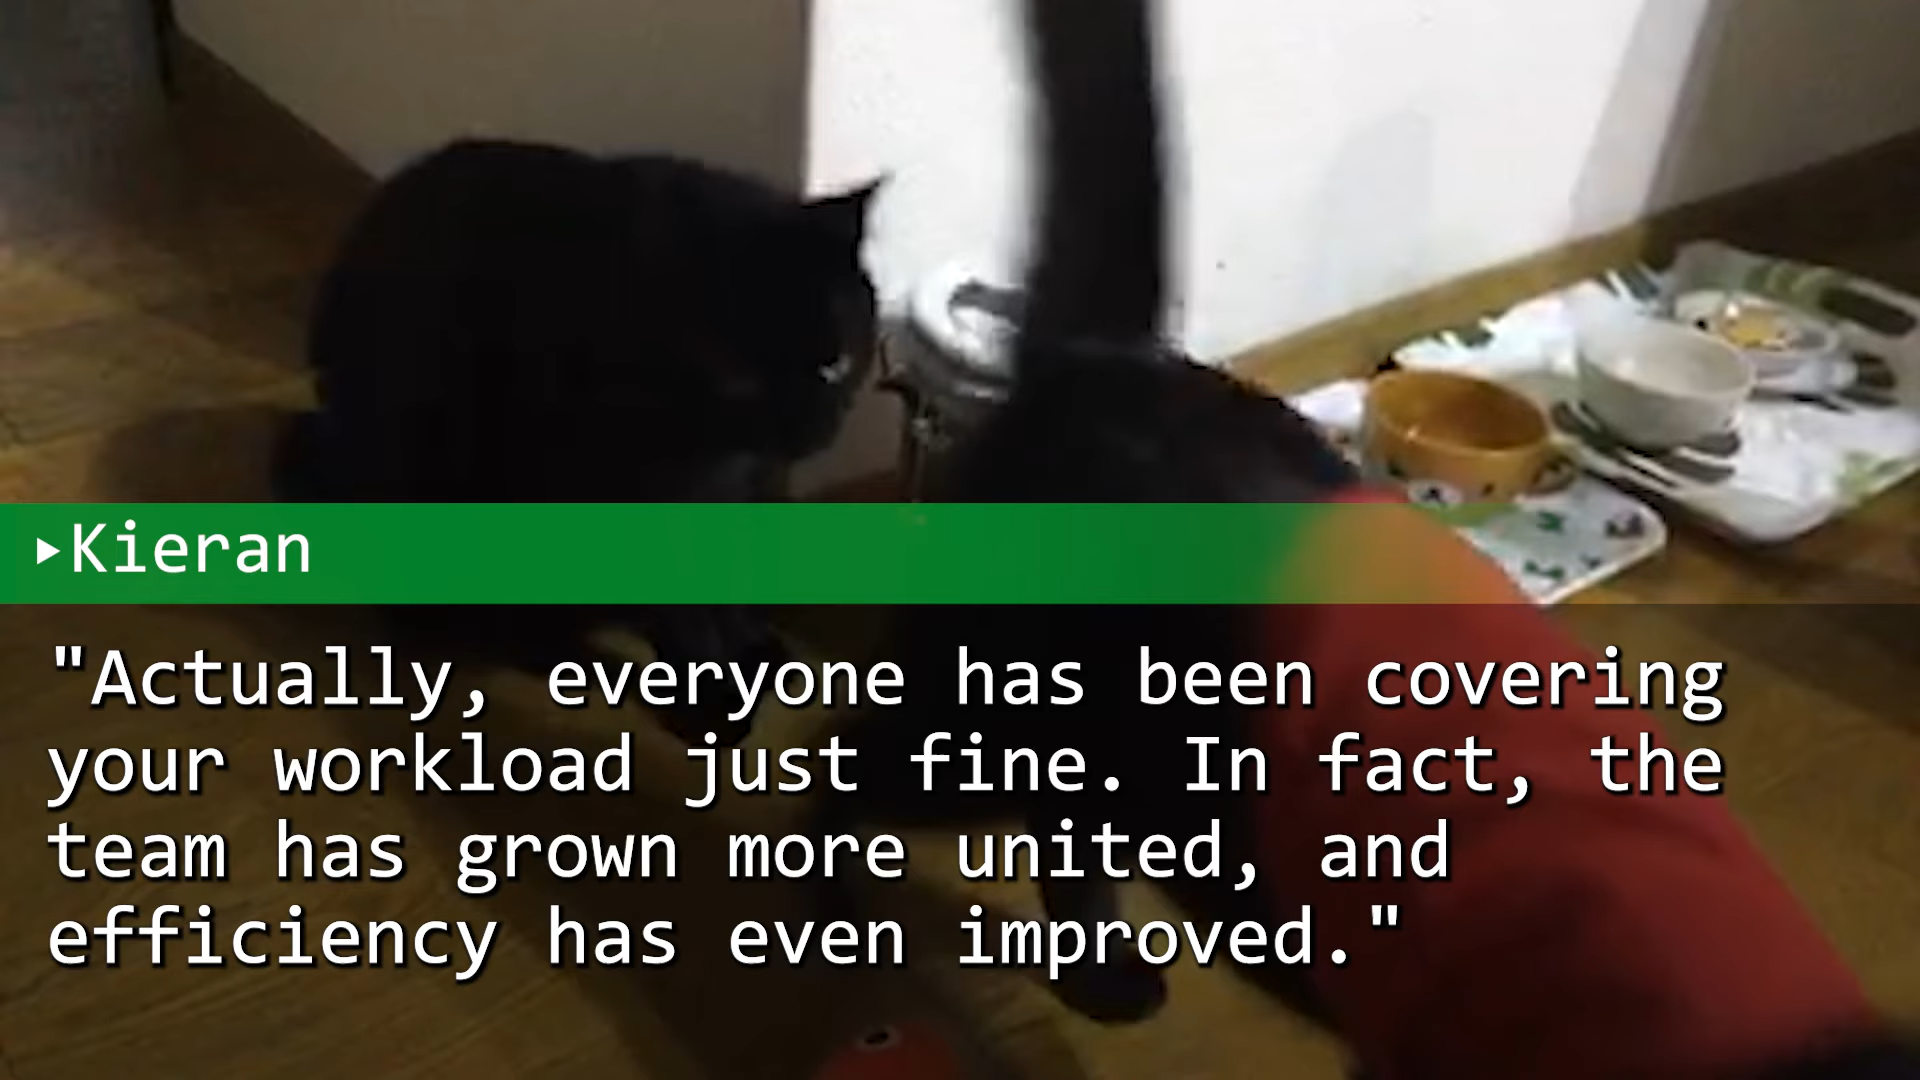 ▶Kieran
"Actually, everyone has been covering
your workload just fine. In fact, the
team has grown more united, and
efficiency has even improved."